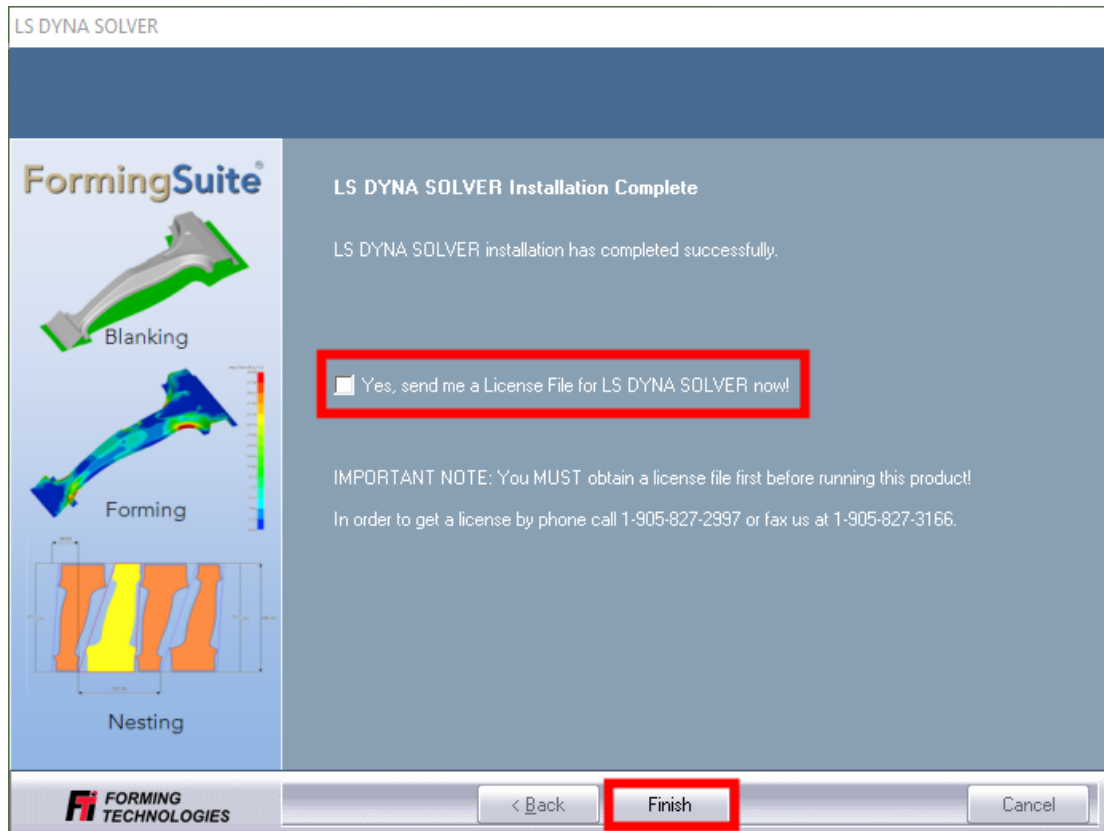 LS DYNA SOLVER
FormingSuite®
Blanking
Forming
Nesting
LS DYNA SOLVER Installation Complete
LS DYNA SOLVER installation has completed successfully.
Yes, send me a License File for LS DYNA SOLVER now!
IMPORTANT NOTE: You MUST obtain a license file first before running this product!
In order to get a license by phone call 1-905-827-2997 or fax us at 1-905-827-3166.
FTi FORMING
TECHNOLOGIES
< Back
Finish
Cancel